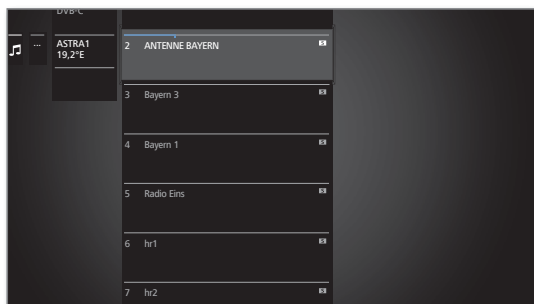 DVB-C
...
ASTRA1
19,2°E
2 ANTENNE BAYERN S
3 Bayern 3 S
4 Bayern 1 S
5 Radio Eins S
6 hr1 S
7 hr2 S